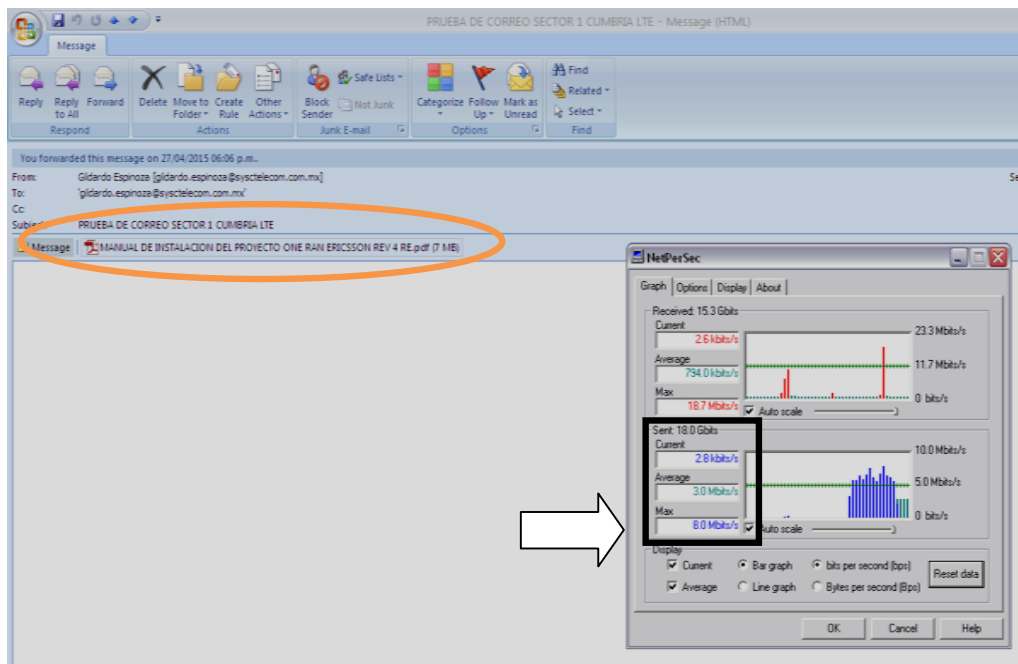 PRUEBA DE CORREO SECTOR 1 CUMBRIA LTE - Message (HTML)
Message
Reply
Reply to All
Forward
Respond
Delete
Move to Folder
Create Rule
Other Actions
Actions
Block Sender
Safe Lists
Not Junk
Junk E-mail
Categorize
Follow Up
Mark as Unread
Options
Find
Related
Select
Find
You forwarded this message on 27/04/2015 06:06 p.m..
From: Gildardo Espinoza [gildardo.espinoza@sysctelecom.com.mx]
Se
To: 'gildardo.espinoza@sysctelecom.com.mx'
Cc:
Subject: PRUEBA DE CORREO SECTOR 1 CUMBRIA LTE
Message
MANUAL DE INSTALACION DEL PROYECTO ONE RAN ERICSSON REV 4 RE.pdf (7 MB)
NetPerSec
Graph Options Display About
Received: 15.3 Gbits
Current
2.6 kbits/s
Average
794.0 kbits/s
Max
18.7 Mbits/s
23.3 Mbits/s
11.7 Mbits/s
0 bits/s
Auto scale
Sent: 18.0 Gbits
Current
2.8 kbits/s
Average
3.0 Mbits/s
Max
8.0 Mbits/s
10.0 Mbits/s
5.0 Mbits/s
0 bits/s
Auto scale
Display
Current Bar graph bits per second (bps)
Average Line graph Bytes per second (Bps)
Reset data
OK Cancel Help